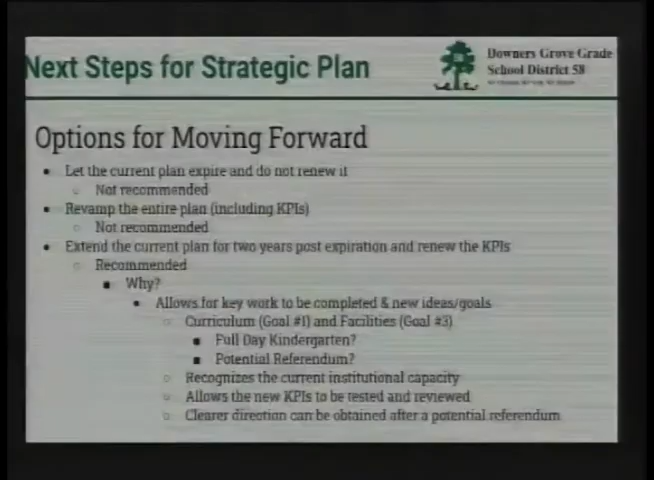 Next Steps for Strategic Plan
Downers Grove Grade
School District 58
Options for Moving Forward
Let the current plan expire and do not renew it
Not recommended
Revamp the entire plan (including KPIs)
Not recommended
Extend the current plan for two years post expiration and renew the KPIs
Recommended
Why?
Allows for key work to be completed & new ideas/goals
Curriculum (Goal #1) and Facilities (Goal #3)
Full Day Kindergarten?
Potential Referendum?
Recognizes the current institutional capacity
Allows the new KPIs to be tested and reviewed
Clearer direction can be obtained after a potential referendum